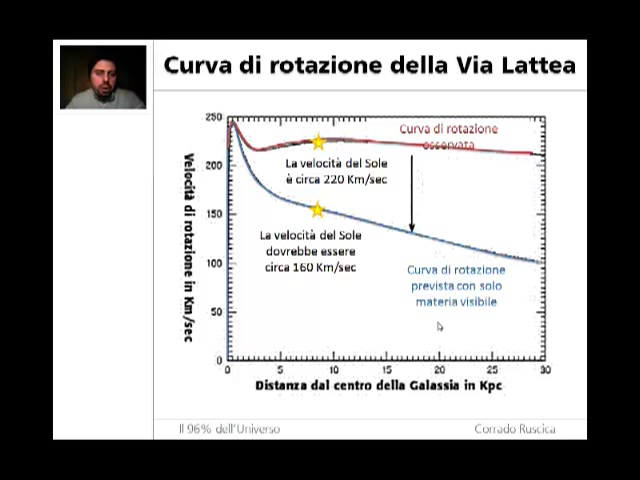 Curva di rotazione della Via Lattea
250
200
150
100
50
0
Velocità di rotazione in Km/sec
Curva di rotazione
osservata
La velocità del Sole
è circa 220 Km/sec
La velocità del Sole
dovrebbe essere
circa 160 Km/sec
Curva di rotazione
prevista con solo
materia visibile
0 5 10 15 20 25 30
Distanza dal centro della Galassia in Kpc
Il 96% dell'Universo
Corrado Ruscica